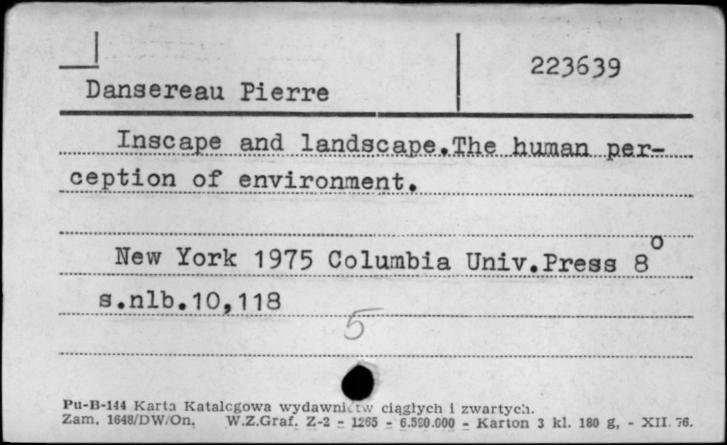 223639
Dansereau Pierre
Inscape and landscape.The human per-
ception of environment.
New York 1975 Columbia Univ.Press 8°
s.nlb.10,118
5
Pu-B-144 Karta Katalogowa wydawnictw ciągłych i zwartych.
Zam. 1648/DW/On. W.Z.Graf. Z-2 - 1265 - 6.590.000 - Karton 3 kl. 180 g, - XII. 76.